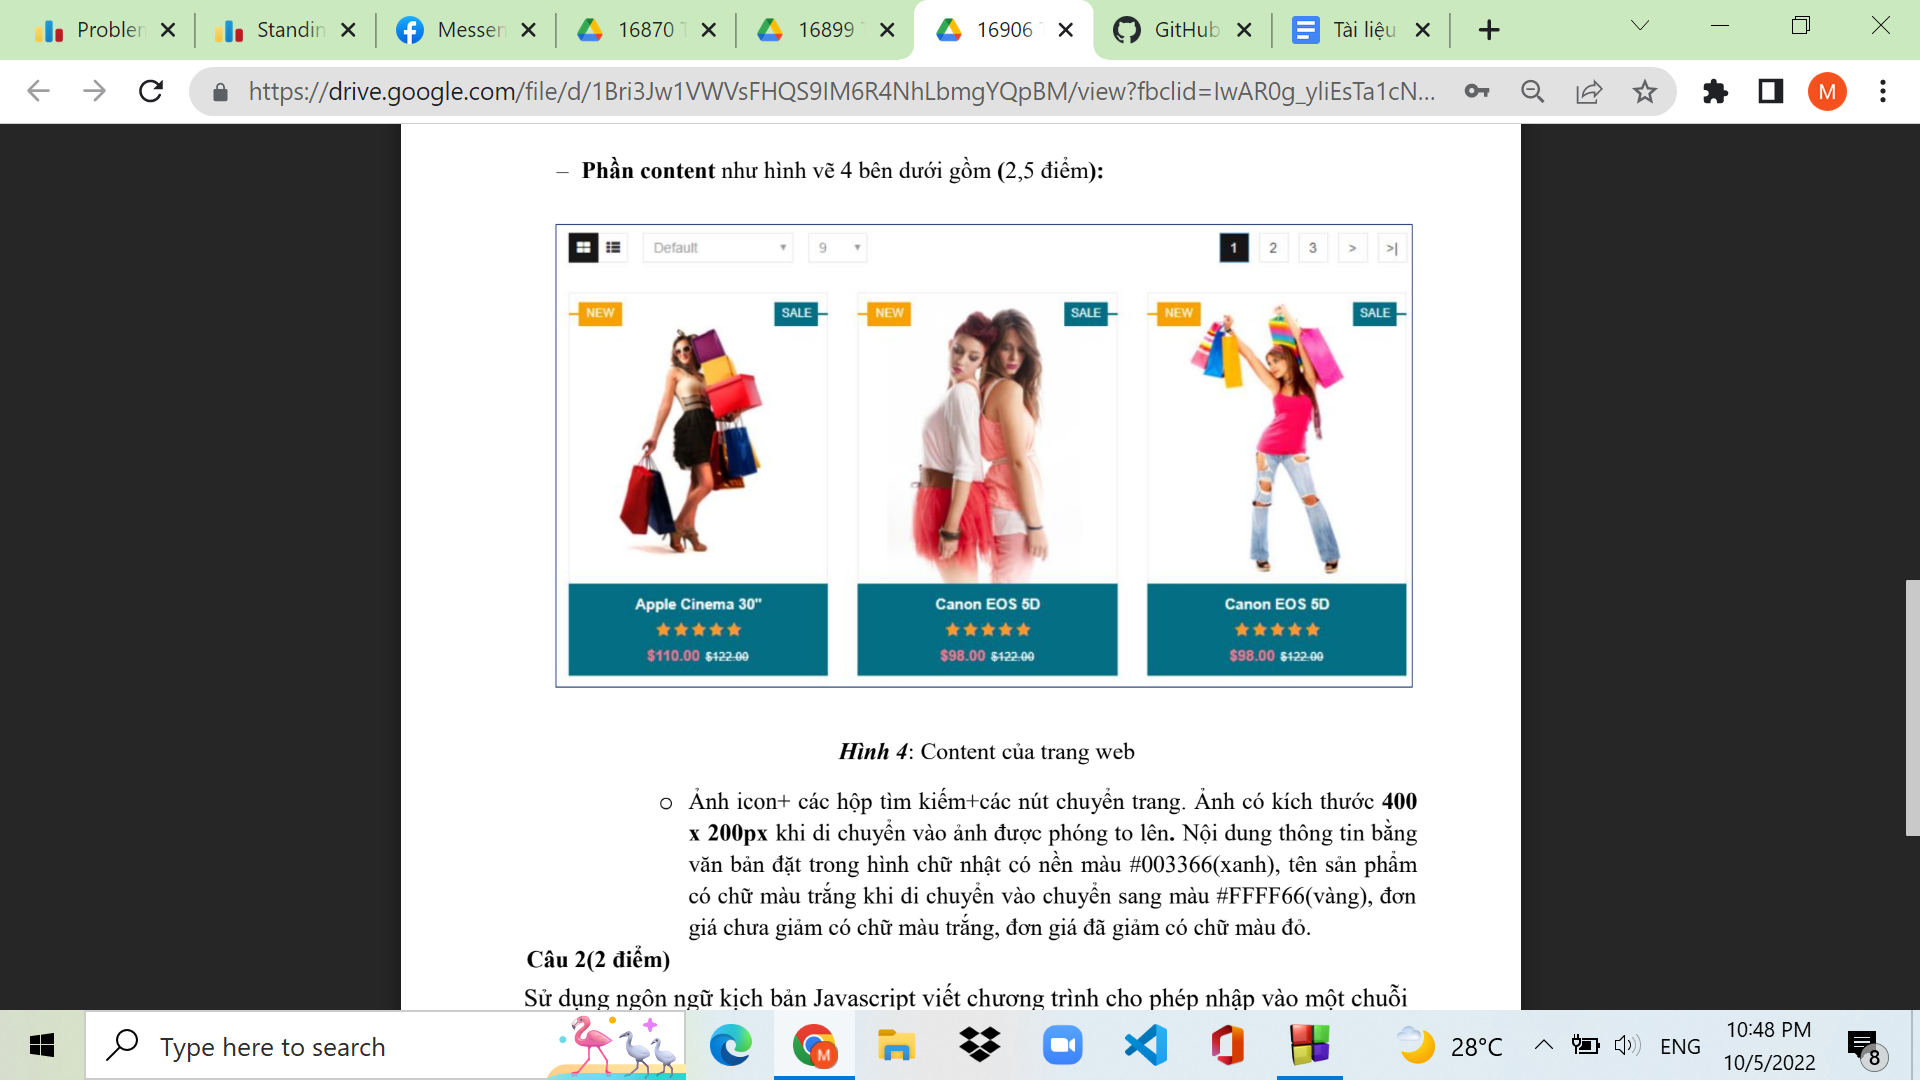 Problem
Standin
Messen
16870 T
16899 T
16906 T
GitHub
Tài liệu
https://drive.google.com/file/d/1Bri3Jw1VWVsFHQS9IM6R4NhLbmgYQpBM/view?fbclid=IwAR0g_yliEsTa1cN...
M
– Phần content như hình vẽ 4 bên dưới gồm (2,5 điểm):
Default 9 1 2 3 > >|
NEW SALE NEW SALE NEW SALE
Apple Cinema 30" Canon EOS 5D Canon EOS 5D
$110.00 $122.00 $98.00 $122.00 $98.00 $122.00
Hình 4: Content của trang web
o Ảnh icon+ các hộp tìm kiếm+các nút chuyển trang. Ảnh có kích thước 400
x 200px khi di chuyển vào ảnh được phóng to lên. Nội dung thông tin bằng
văn bản đặt trong hình chữ nhật có nền màu #003366(xanh), tên sản phẩm
có chữ màu trắng khi di chuyển vào chuyển sang màu #FFFF66(vàng), đơn
giá chưa giảm có chữ màu trắng, đơn giá đã giảm có chữ màu đỏ.
Câu 2(2 điểm)
Sử dụng ngôn ngữ kịch bản Javascript viết chương trình cho phép nhập vào một chuỗi
Type here to search
M
28°C
ENG
10:48 PM
10/5/2022
8